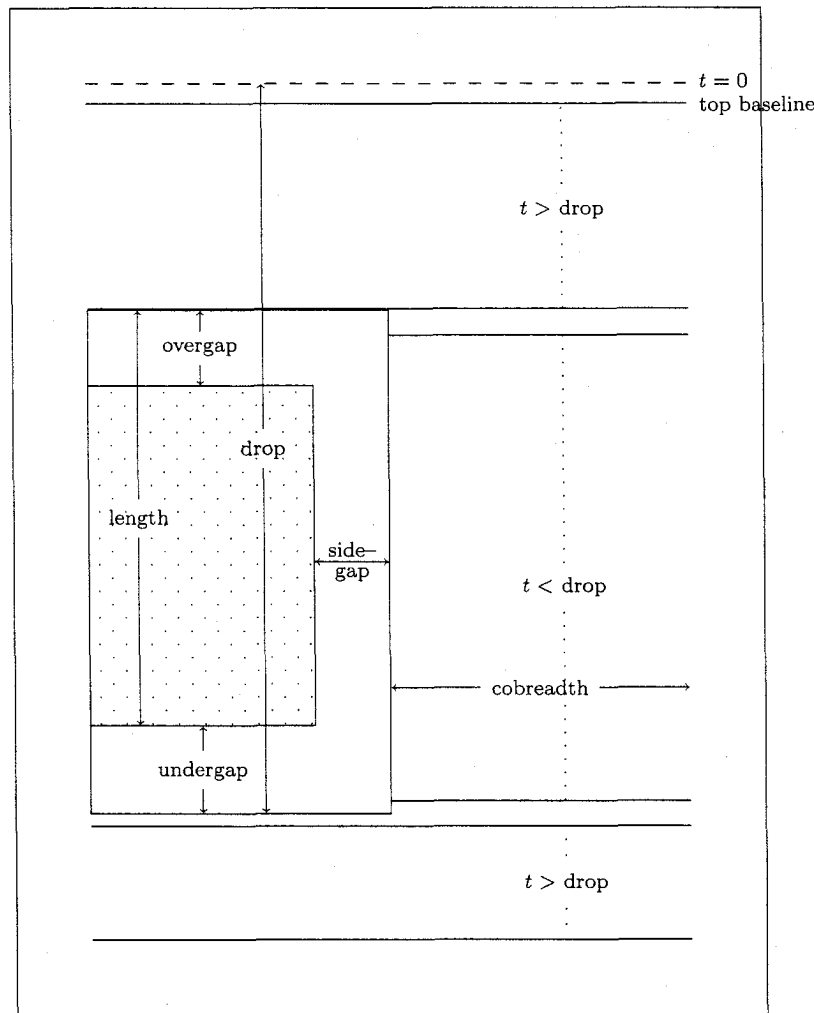 t = 0
top baseline
t > drop
overgap
drop
length
side-
gap
t < drop
cobreadth
undergap
t > drop